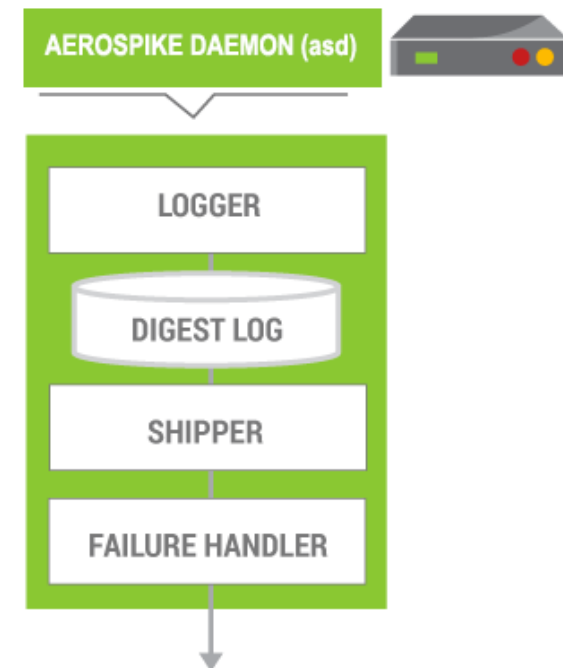 AEROSPIKE DAEMON (asd)
LOGGER
DIGEST LOG
SHIPPER
FAILURE HANDLER